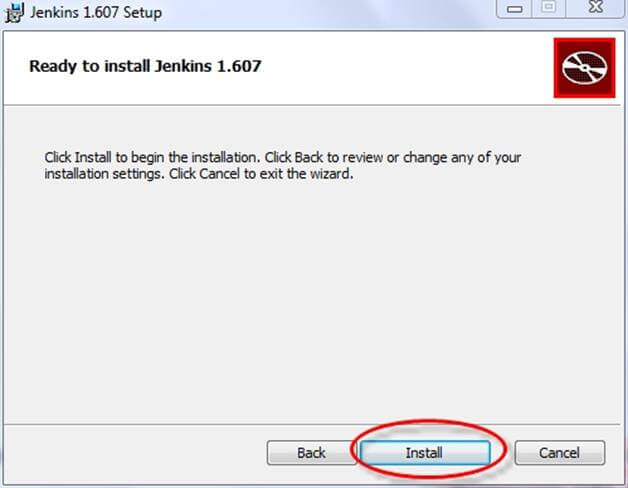 Jenkins 1.607 Setup
Ready to install Jenkins 1.607
Click Install to begin the installation. Click Back to review or change any of your
installation settings. Click Cancel to exit the wizard.
Back Install Cancel